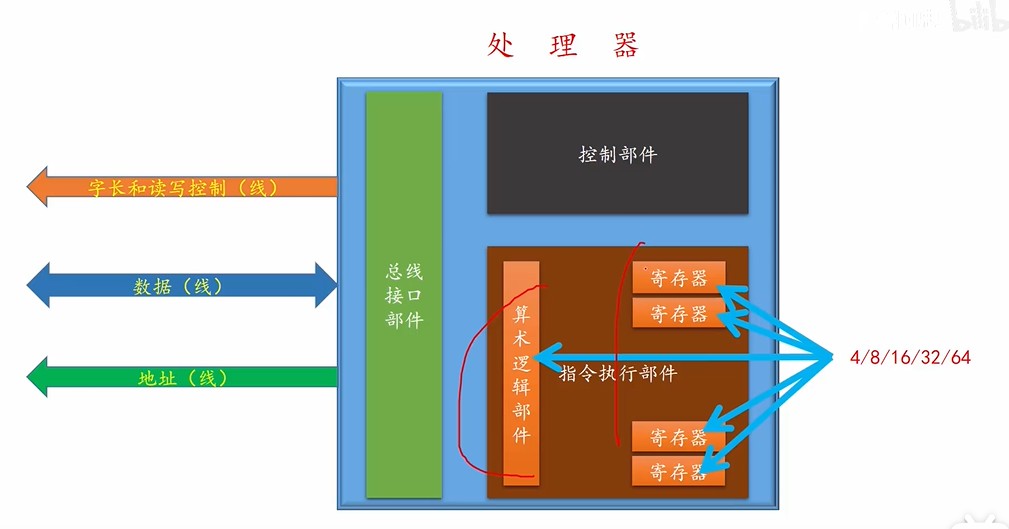 处 理 器
控制部件
字长和读写控制（线）
总线
接口
部件
数据（线）
地址（线）
算术逻辑部件
寄存器
寄存器
指令执行部件
4/8/16/32/64
寄存器
寄存器